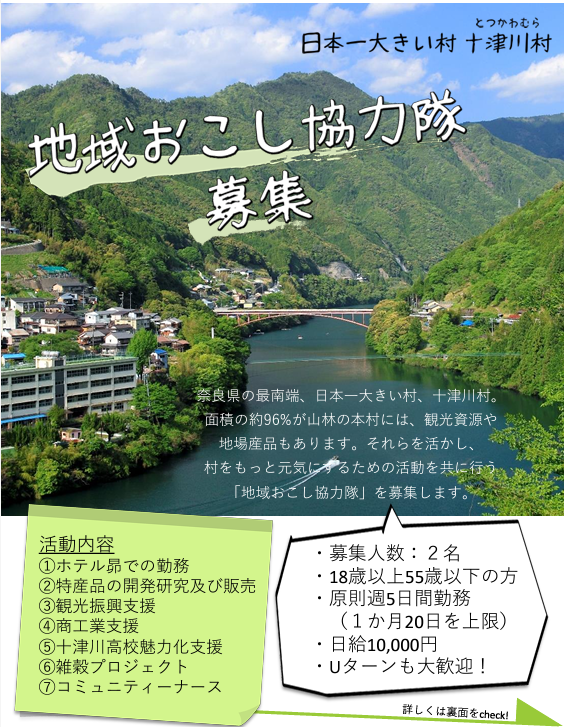 とつかわむら
日本一大きい村 十津川村
地域おこし協力隊
募集
奈良県の最南端、日本一大きい村、十津川村。
面積の約96%が山林の本村には、観光資源や
地場産品もあります。それらを活かし、
村をもっと元気にするための活動を共に行う
「地域おこし協力隊」を募集します。
活動内容
①ホテル昴での勤務
②特産品の開発研究及び販売
③観光振興支援
④商工業支援
⑤十津川高校魅力化支援
⑥雑穀プロジェクト
⑦コミュニティーナース
・募集人数：２名
・18歳以上55歳以下の方
・原則週5日間勤務
（１か月20日を上限）
・日給10,000円
・Uターンも大歓迎！
詳しくは裏面をcheck!